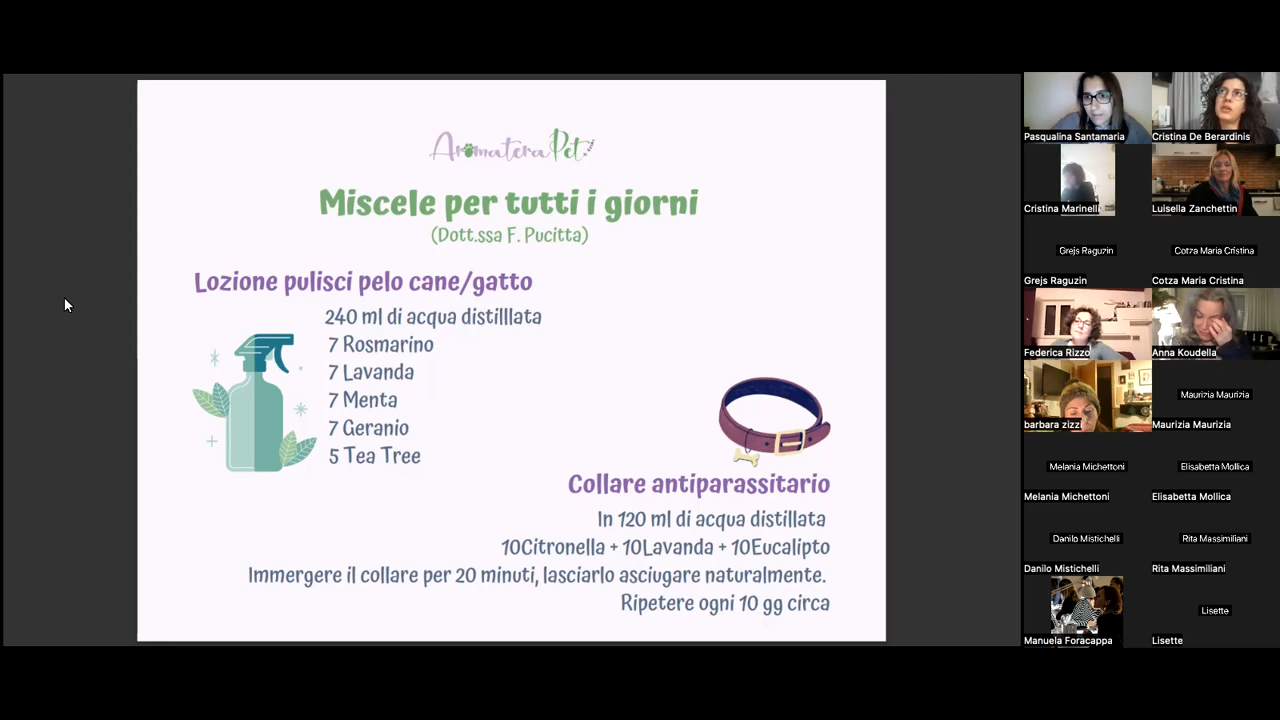 AromateraPet
Miscele per tutti i giorni
(Dott.ssa F. Pucitta)
Lozione pulisci pelo cane/gatto
240 ml di acqua distilllata
7 Rosmarino
7 Lavanda
7 Menta
7 Geranio
5 Tea Tree
Collare antiparassitario
In 120 ml di acqua distillata
10Citronella + 10Lavanda + 10Eucalipto
Immergere il collare per 20 minuti, lasciarlo asciugare naturalmente.
Ripetere ogni 10 gg circa
Pasqualina Santamaria
Cristina De Berardinis
Cristina Marinelli
Luisella Zanchettin
Grejs Raguzin
Cotza Maria Cristina
Grejs Raguzin
Cotza Maria Cristina
Federica Rizzo
Anna Koudella
Maurizia Maurizia
barbara zizzi
Maurizia Maurizia
Melania Michettoni
Elisabetta Mollica
Melania Michettoni
Elisabetta Mollica
Danilo Mistichelli
Rita Massimiliani
Danilo Mistichelli
Rita Massimiliani
Lisette
Manuela Foracappa
Lisette